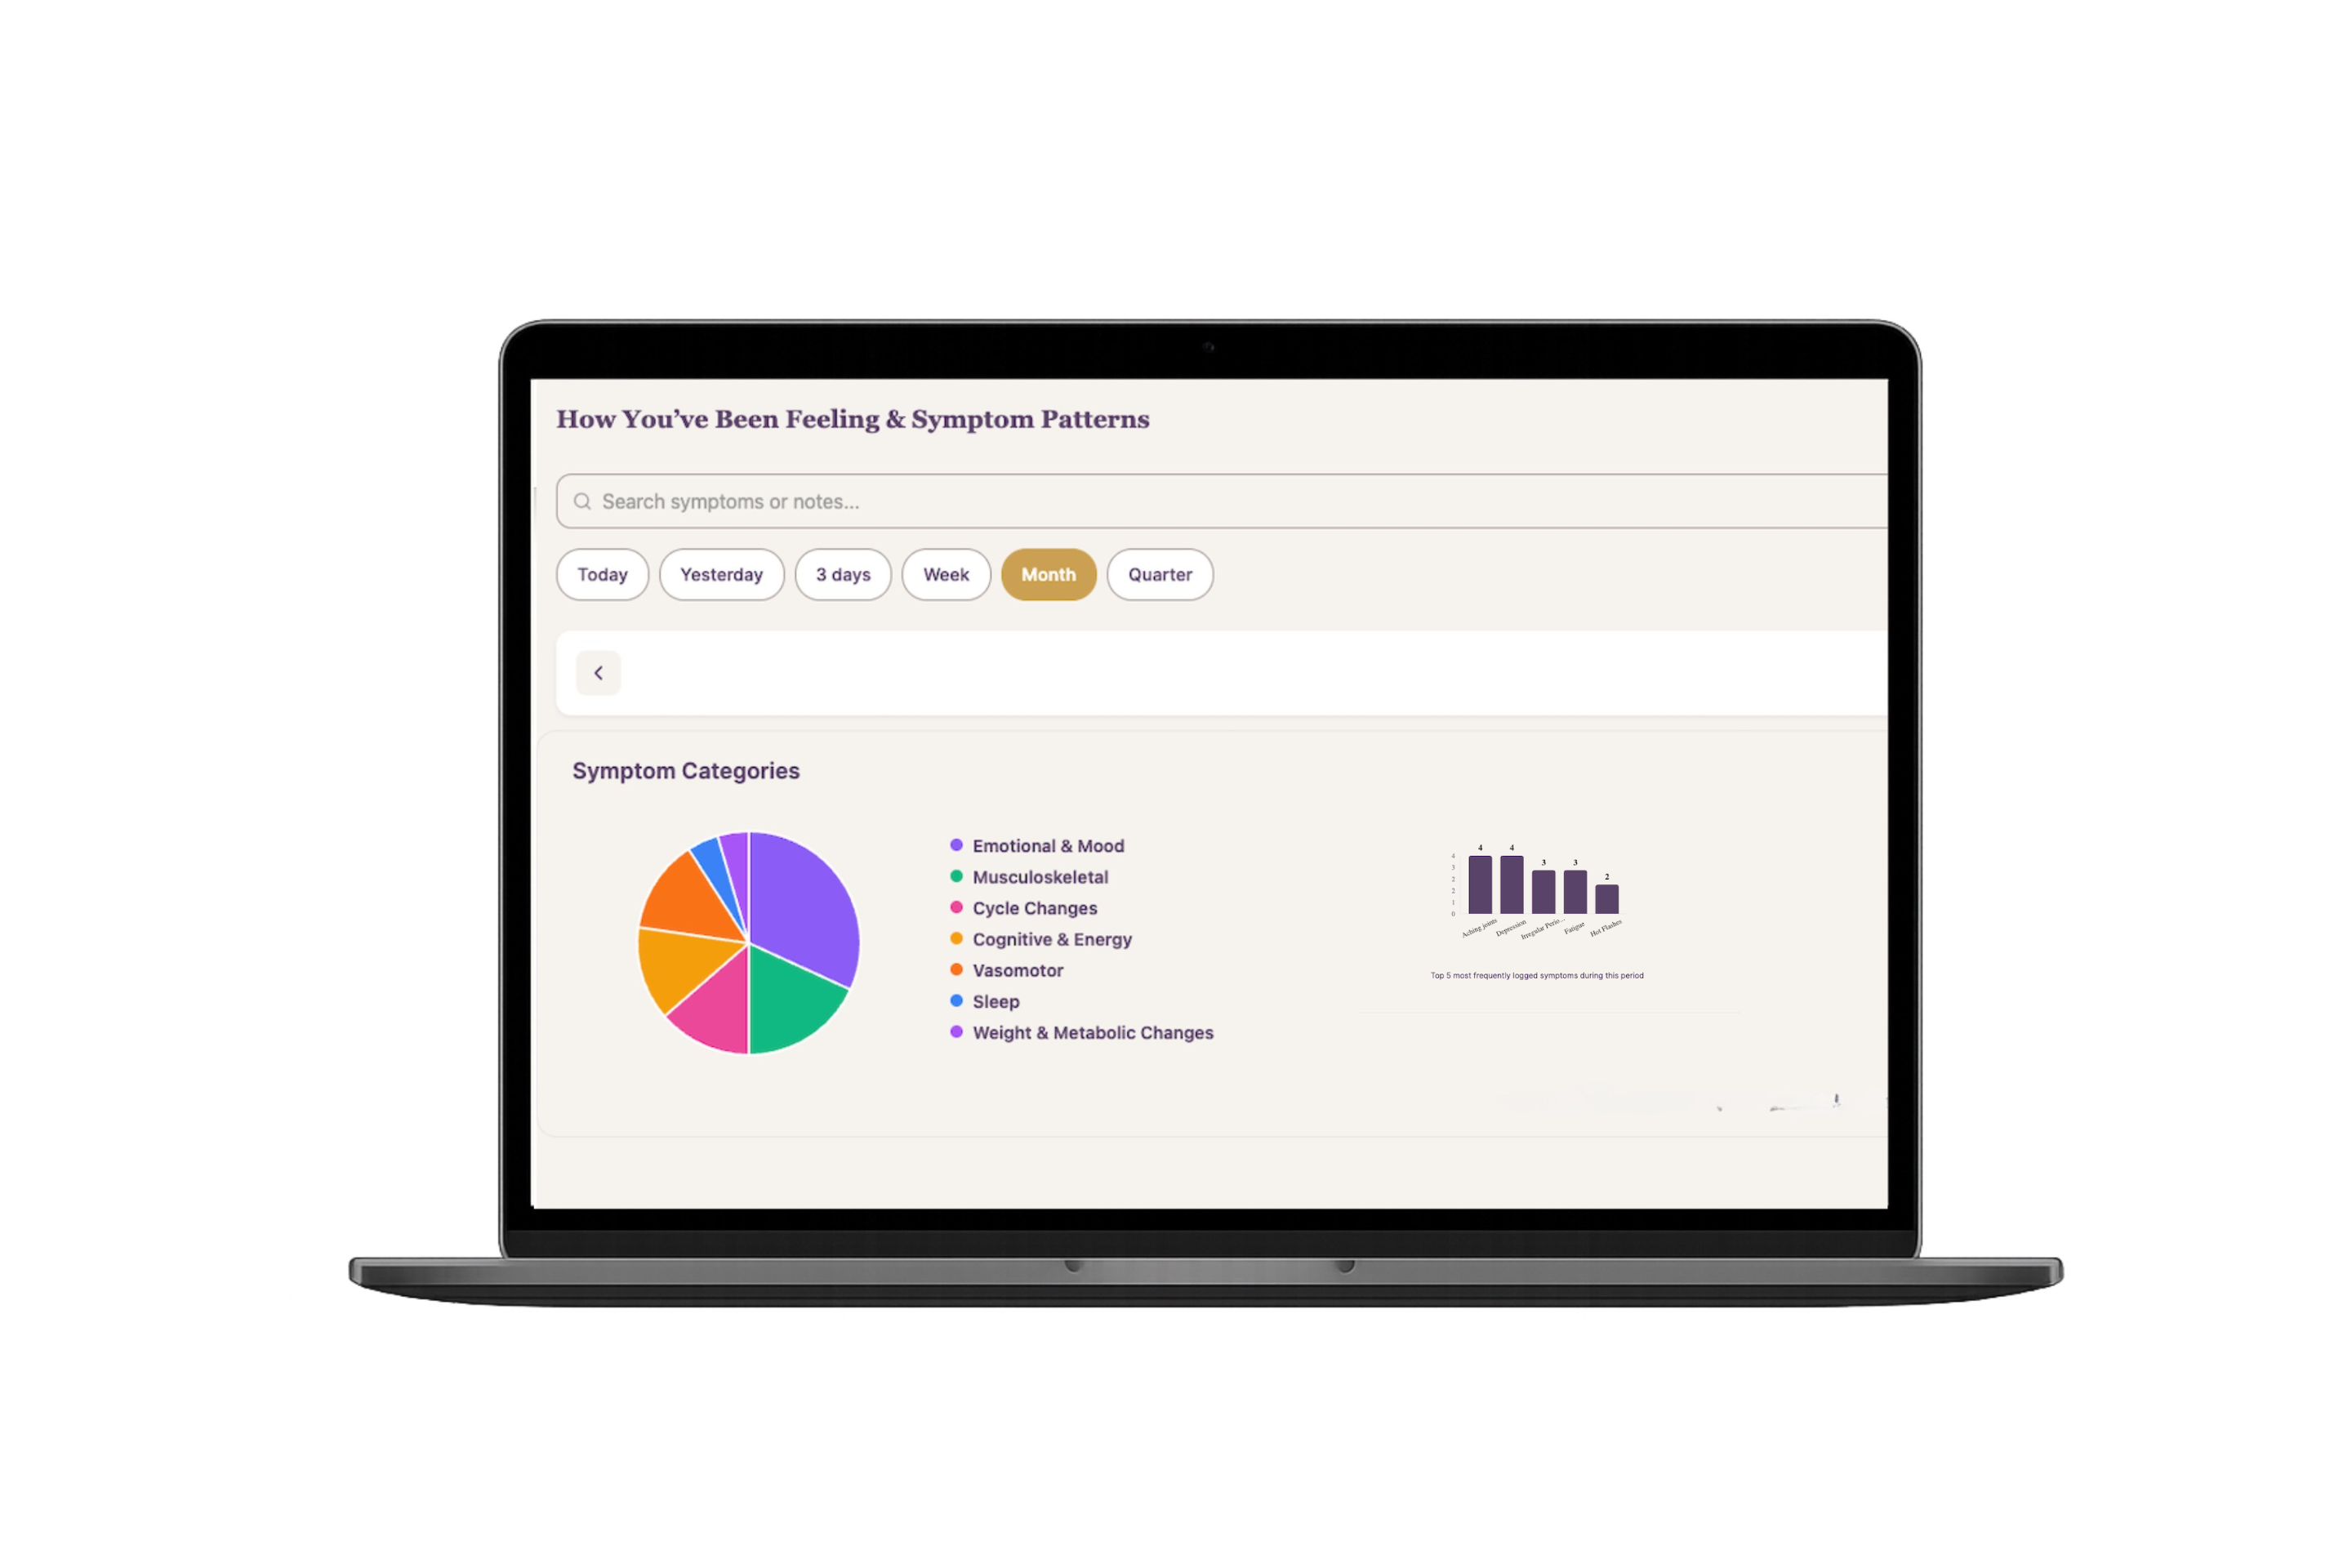 How You’ve Been Feeling & Symptom Patterns
Search symptoms or notes...
Today Yesterday 3 days Week Month Quarter
Symptom Categories
Emotional & Mood
Musculoskeletal
Cycle Changes
Cognitive & Energy
Vasomotor
Sleep
Weight & Metabolic Changes
4 4 3 3 2
4
3
2
2
1
0
Aching joints Depression Irregular Perio... Fatigue Hot Flashes
Top 5 most frequently logged symptoms during this period